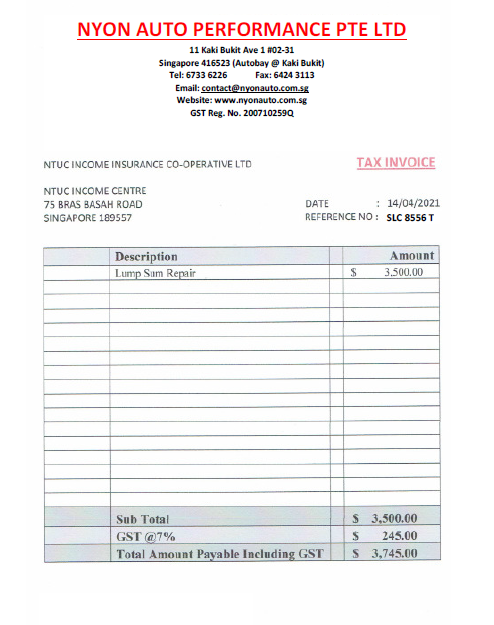 NYON AUTO PERFORMANCE PTE LTD
11 Kaki Bukit Ave 1 #02-31
Singapore 416523 (Autobay @ Kaki Bukit)
Tel: 6733 6226 Fax: 6424 3113
Email: contact@nyonauto.com.sg
Website: www.nyonauto.com.sg
GST Reg. No. 200710259Q
NTUC INCOME INSURANCE CO-OPERATIVE LTD TAX INVOICE
NTUC INCOME CENTRE
75 BRAS BASAH ROAD DATE : 14/04/2021
SINGAPORE 189557 REFERENCE NO : SLC 8556 T
Description Amount
Lump Sum Repair $ 3,500.00
Sub Total $ 3,500.00
GST @7% $ 245.00
Total Amount Payable Including GST $ 3,745.00